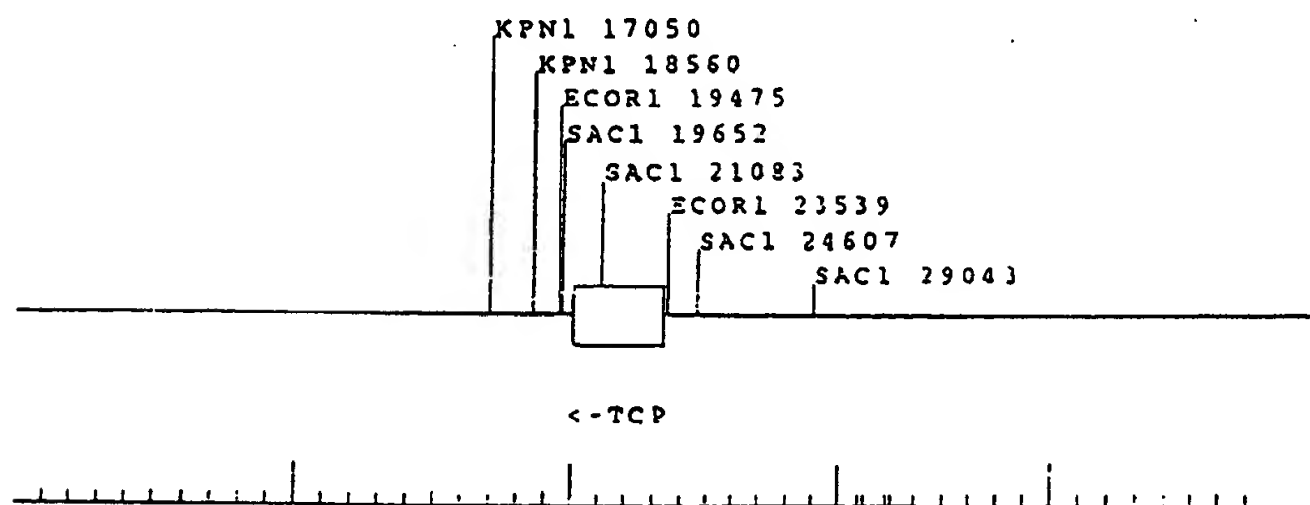 KPN1 17050
KPN1 18560
ECOR1 19475
SAC1 19652
SAC1 21083
ECOR1 23539
SAC1 24607
SAC1 29043
<-TCP